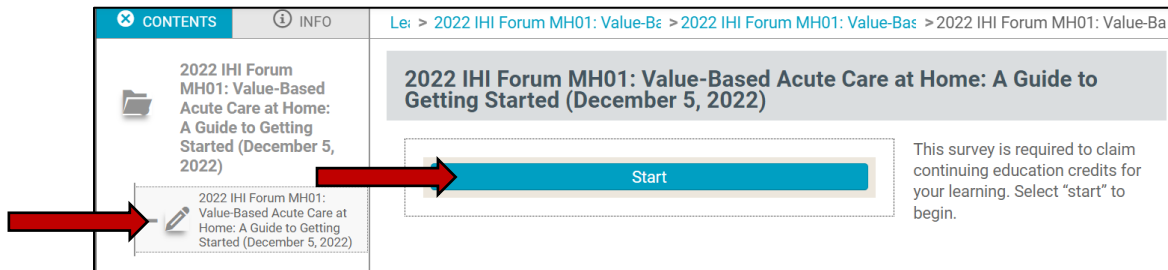 CONTENTS
INFO
Lea > 2022 IHI Forum MH01: Value-Ba > 2022 IHI Forum MH01: Value-Bas > 2022 IHI Forum MH01: Value-Ba
2022 IHI Forum
MH01: Value-Based
Acute Care at Home:
A Guide to Getting
Started (December 5,
2022)
2022 IHI Forum MH01:
Value-Based Acute Care at
Home: A Guide to Getting
Started (December 5, 2022)
2022 IHI Forum MH01: Value-Based Acute Care at Home: A Guide to
Getting Started (December 5, 2022)
Start
This survey is required to claim
continuing education credits for
your learning. Select “start” to
begin.